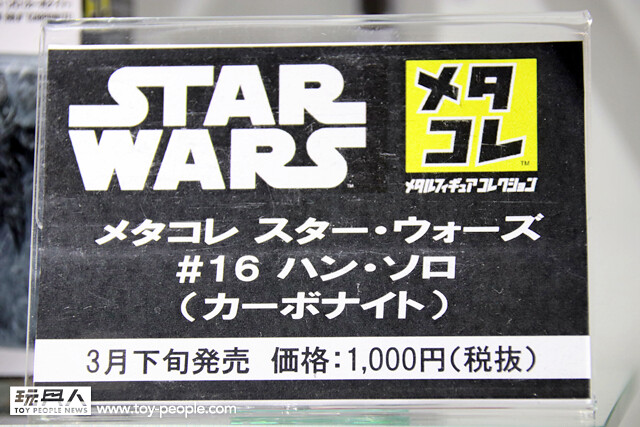 STAR
WARS
メタ
コレ
TM
メタルフィギュアコレクション
メタコレ スター・ウォーズ
#16 ハン・ソロ
(カーボナイト)
3月下旬発売 価格:1,000円(税抜)
玩具人
TOY PEOPLE NEWS www.toy-people.com